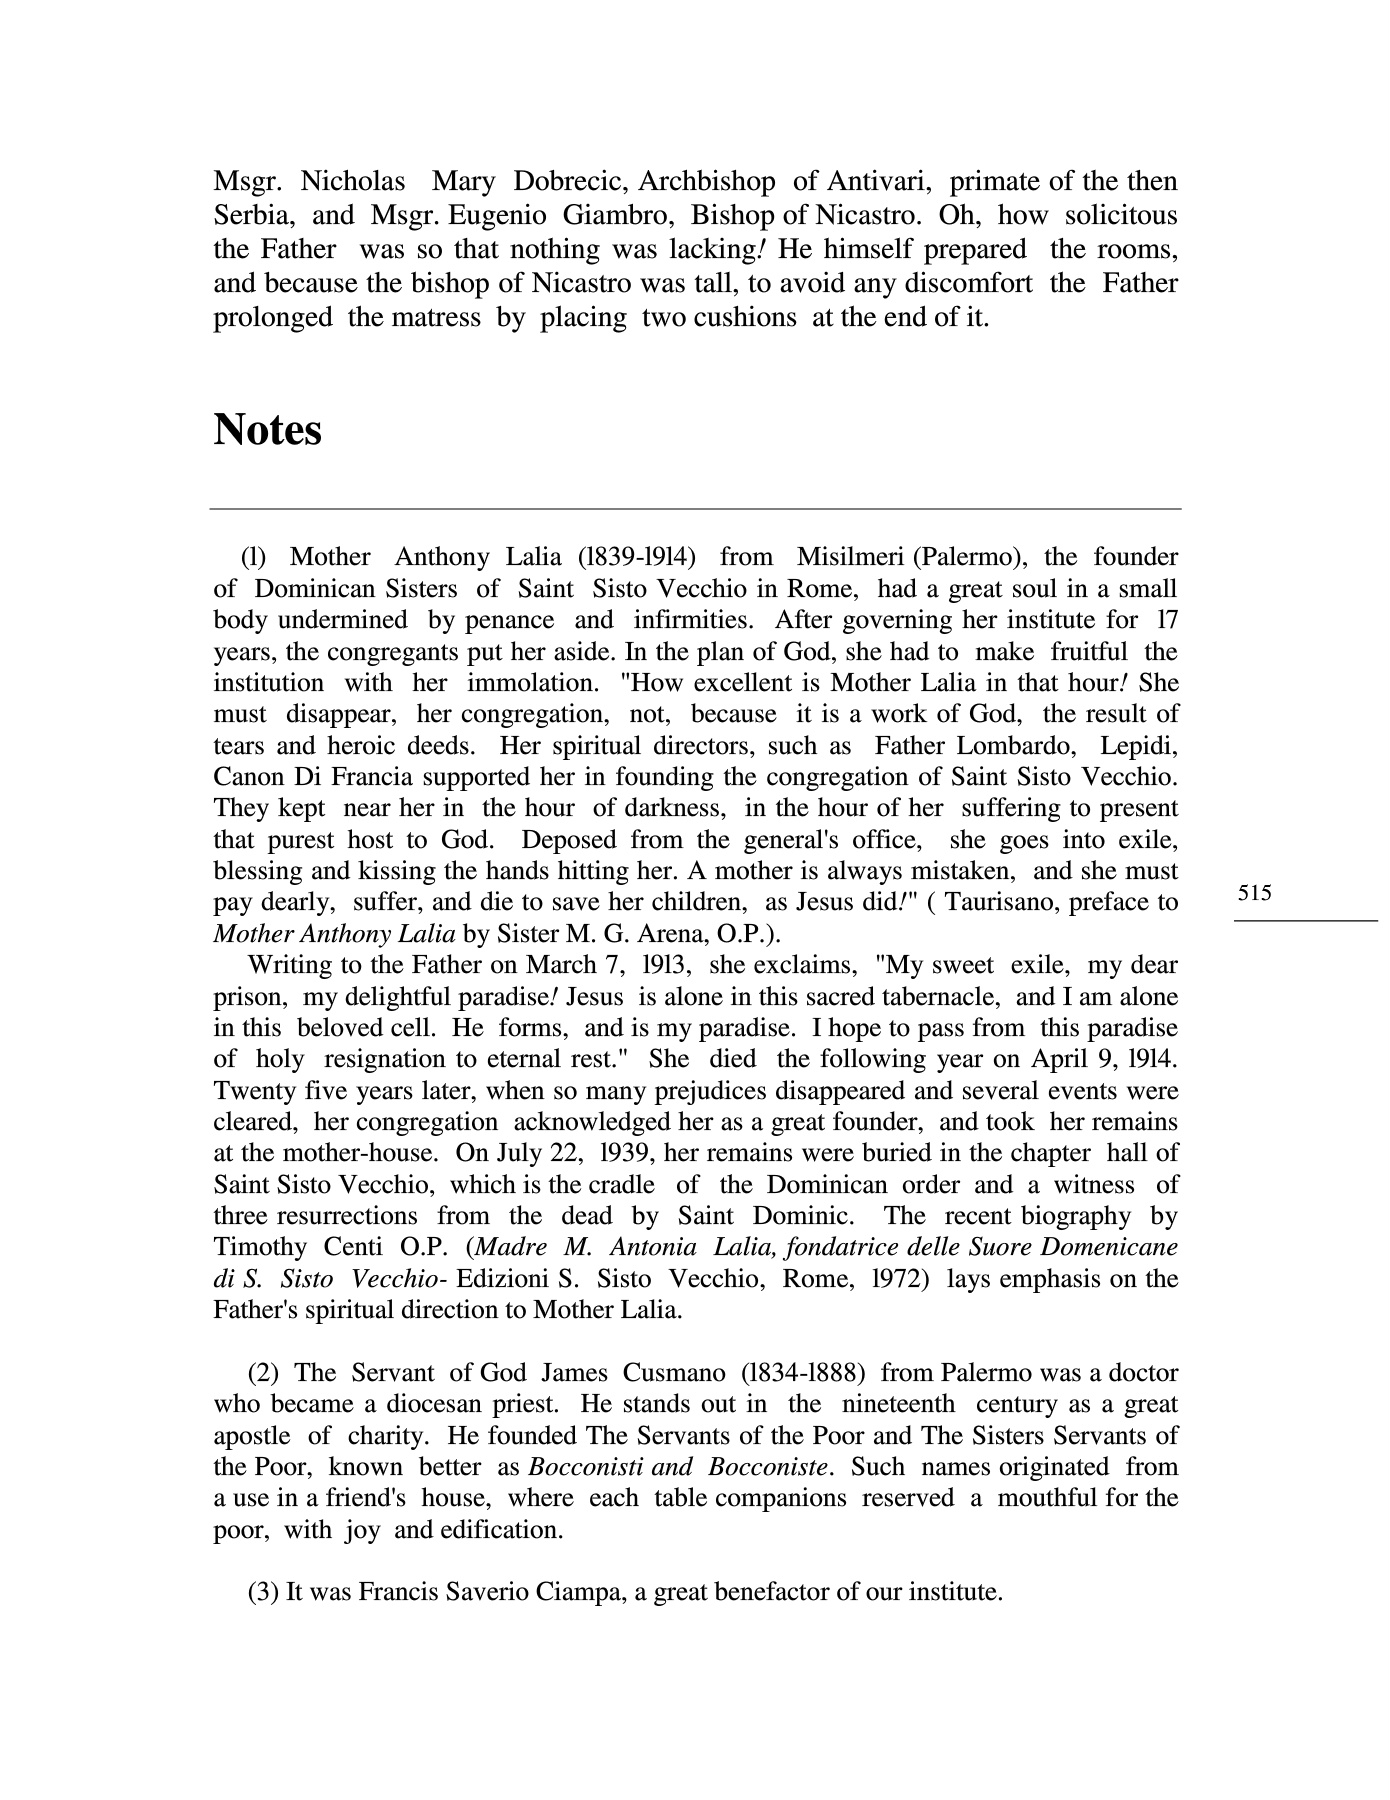 Msgr. Nicholas Mary Dobrecic, Archbishop of Antivari, primate of the then
Serbia, and Msgr. Eugenio Giambro, Bishop of Nicastro. Oh, how solicitous
the Father was so that nothing was lacking! He himself prepared the rooms,
and because the bishop of Nicastro was tall, to avoid any discomfort the Father
prolonged the matress by placing two cushions at the end of it.
Notes
(l) Mother Anthony Lalia (l839-l9l4) from Misilmeri (Palermo), the founder
of Dominican Sisters of Saint Sisto Vecchio in Rome, had a great soul in a small
body undermined by penance and infirmities. After governing her institute for l7
years, the congregants put her aside. In the plan of God, she had to make fruitful the
institution with her immolation. "How excellent is Mother Lalia in that hour! She
must disappear, her congregation, not, because it is a work of God, the result of
tears and heroic deeds. Her spiritual directors, such as Father Lombardo, Lepidi,
Canon Di Francia supported her in founding the congregation of Saint Sisto Vecchio.
They kept near her in the hour of darkness, in the hour of her suffering to present
that purest host to God. Deposed from the general's office, she goes into exile,
blessing and kissing the hands hitting her. A mother is always mistaken, and she must
pay dearly, suffer, and die to save her children, as Jesus did!" ( Taurisano, preface to
Mother Anthony Lalia by Sister M. G. Arena, O.P.).
Writing to the Father on March 7, l9l3, she exclaims, "My sweet exile, my dear
prison, my delightful paradise! Jesus is alone in this sacred tabernacle, and I am alone
in this beloved cell. He forms, and is my paradise. I hope to pass from this paradise
of holy resignation to eternal rest." She died the following year on April 9, l9l4.
Twenty five years later, when so many prejudices disappeared and several events were
cleared, her congregation acknowledged her as a great founder, and took her remains
at the mother-house. On July 22, l939, her remains were buried in the chapter hall of
Saint Sisto Vecchio, which is the cradle of the Dominican order and a witness of
three resurrections from the dead by Saint Dominic. The recent biography by
Timothy Centi O.P. (Madre M. Antonia Lalia, fondatrice delle Suore Domenicane
di S. Sisto Vecchio- Edizioni S. Sisto Vecchio, Rome, l972) lays emphasis on the
Father's spiritual direction to Mother Lalia.
(2) The Servant of God James Cusmano (l834-l888) from Palermo was a doctor
who became a diocesan priest. He stands out in the nineteenth century as a great
apostle of charity. He founded The Servants of the Poor and The Sisters Servants of
the Poor, known better as Bocconisti and Bocconiste. Such names originated from
a use in a friend's house, where each table companions reserved a mouthful for the
poor, with joy and edification.
(3) It was Francis Saverio Ciampa, a great benefactor of our institute.
515